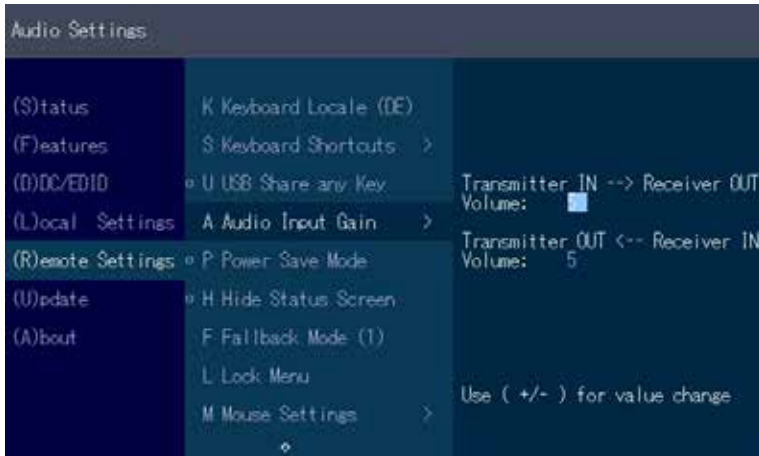 Audio Settings
(S)tatus
(F)eatures
(D)DC/EDID
(L)ocal Settings
(R)emote Settings
(U)pdate
(A)bout
K Keyboard Locale (DE)
S Keyboard Shortcuts >
U USB Share any Key
A Audio Input Gain >
P Power Save Mode
H Hide Status Screen
F Fallback Mode (1)
L Lock Menu
M Mouse Settings >
Transmitter IN --> Receiver OUT
Volume:
Transmitter OUT <-- Receiver IN
Volume: 5
Use ( +/- ) for value change